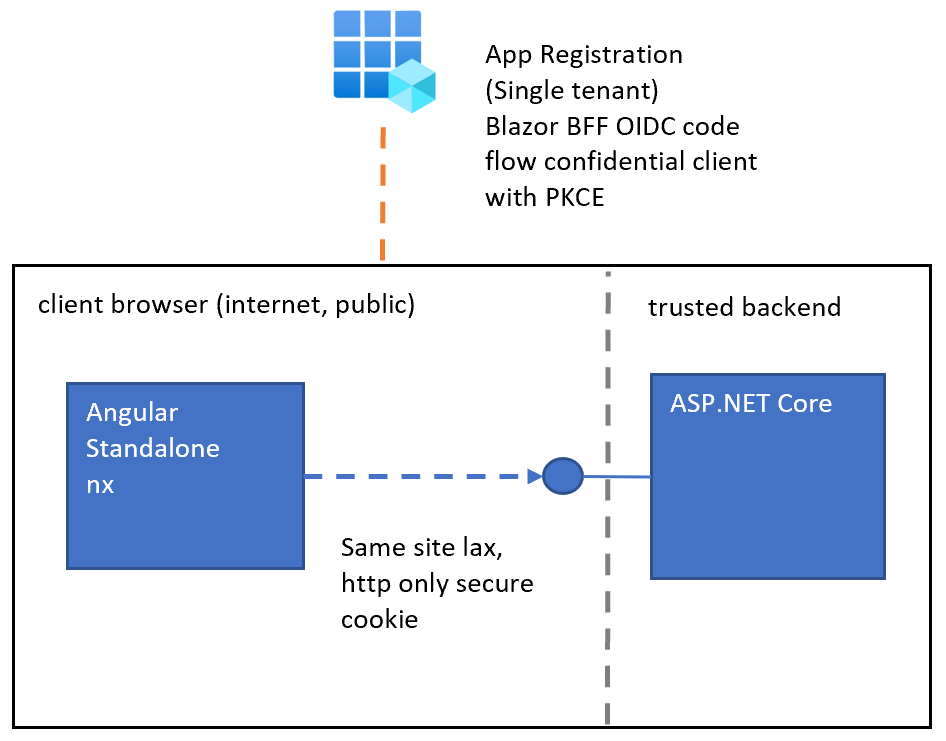 App Registration
(Single tenant)
Blazor BFF OIDC code
flow confidential client
with PKCE
client browser (internet, public)
trusted backend
Angular
Standalone
nx
ASP.NET Core
Same site lax,
http only secure
cookie